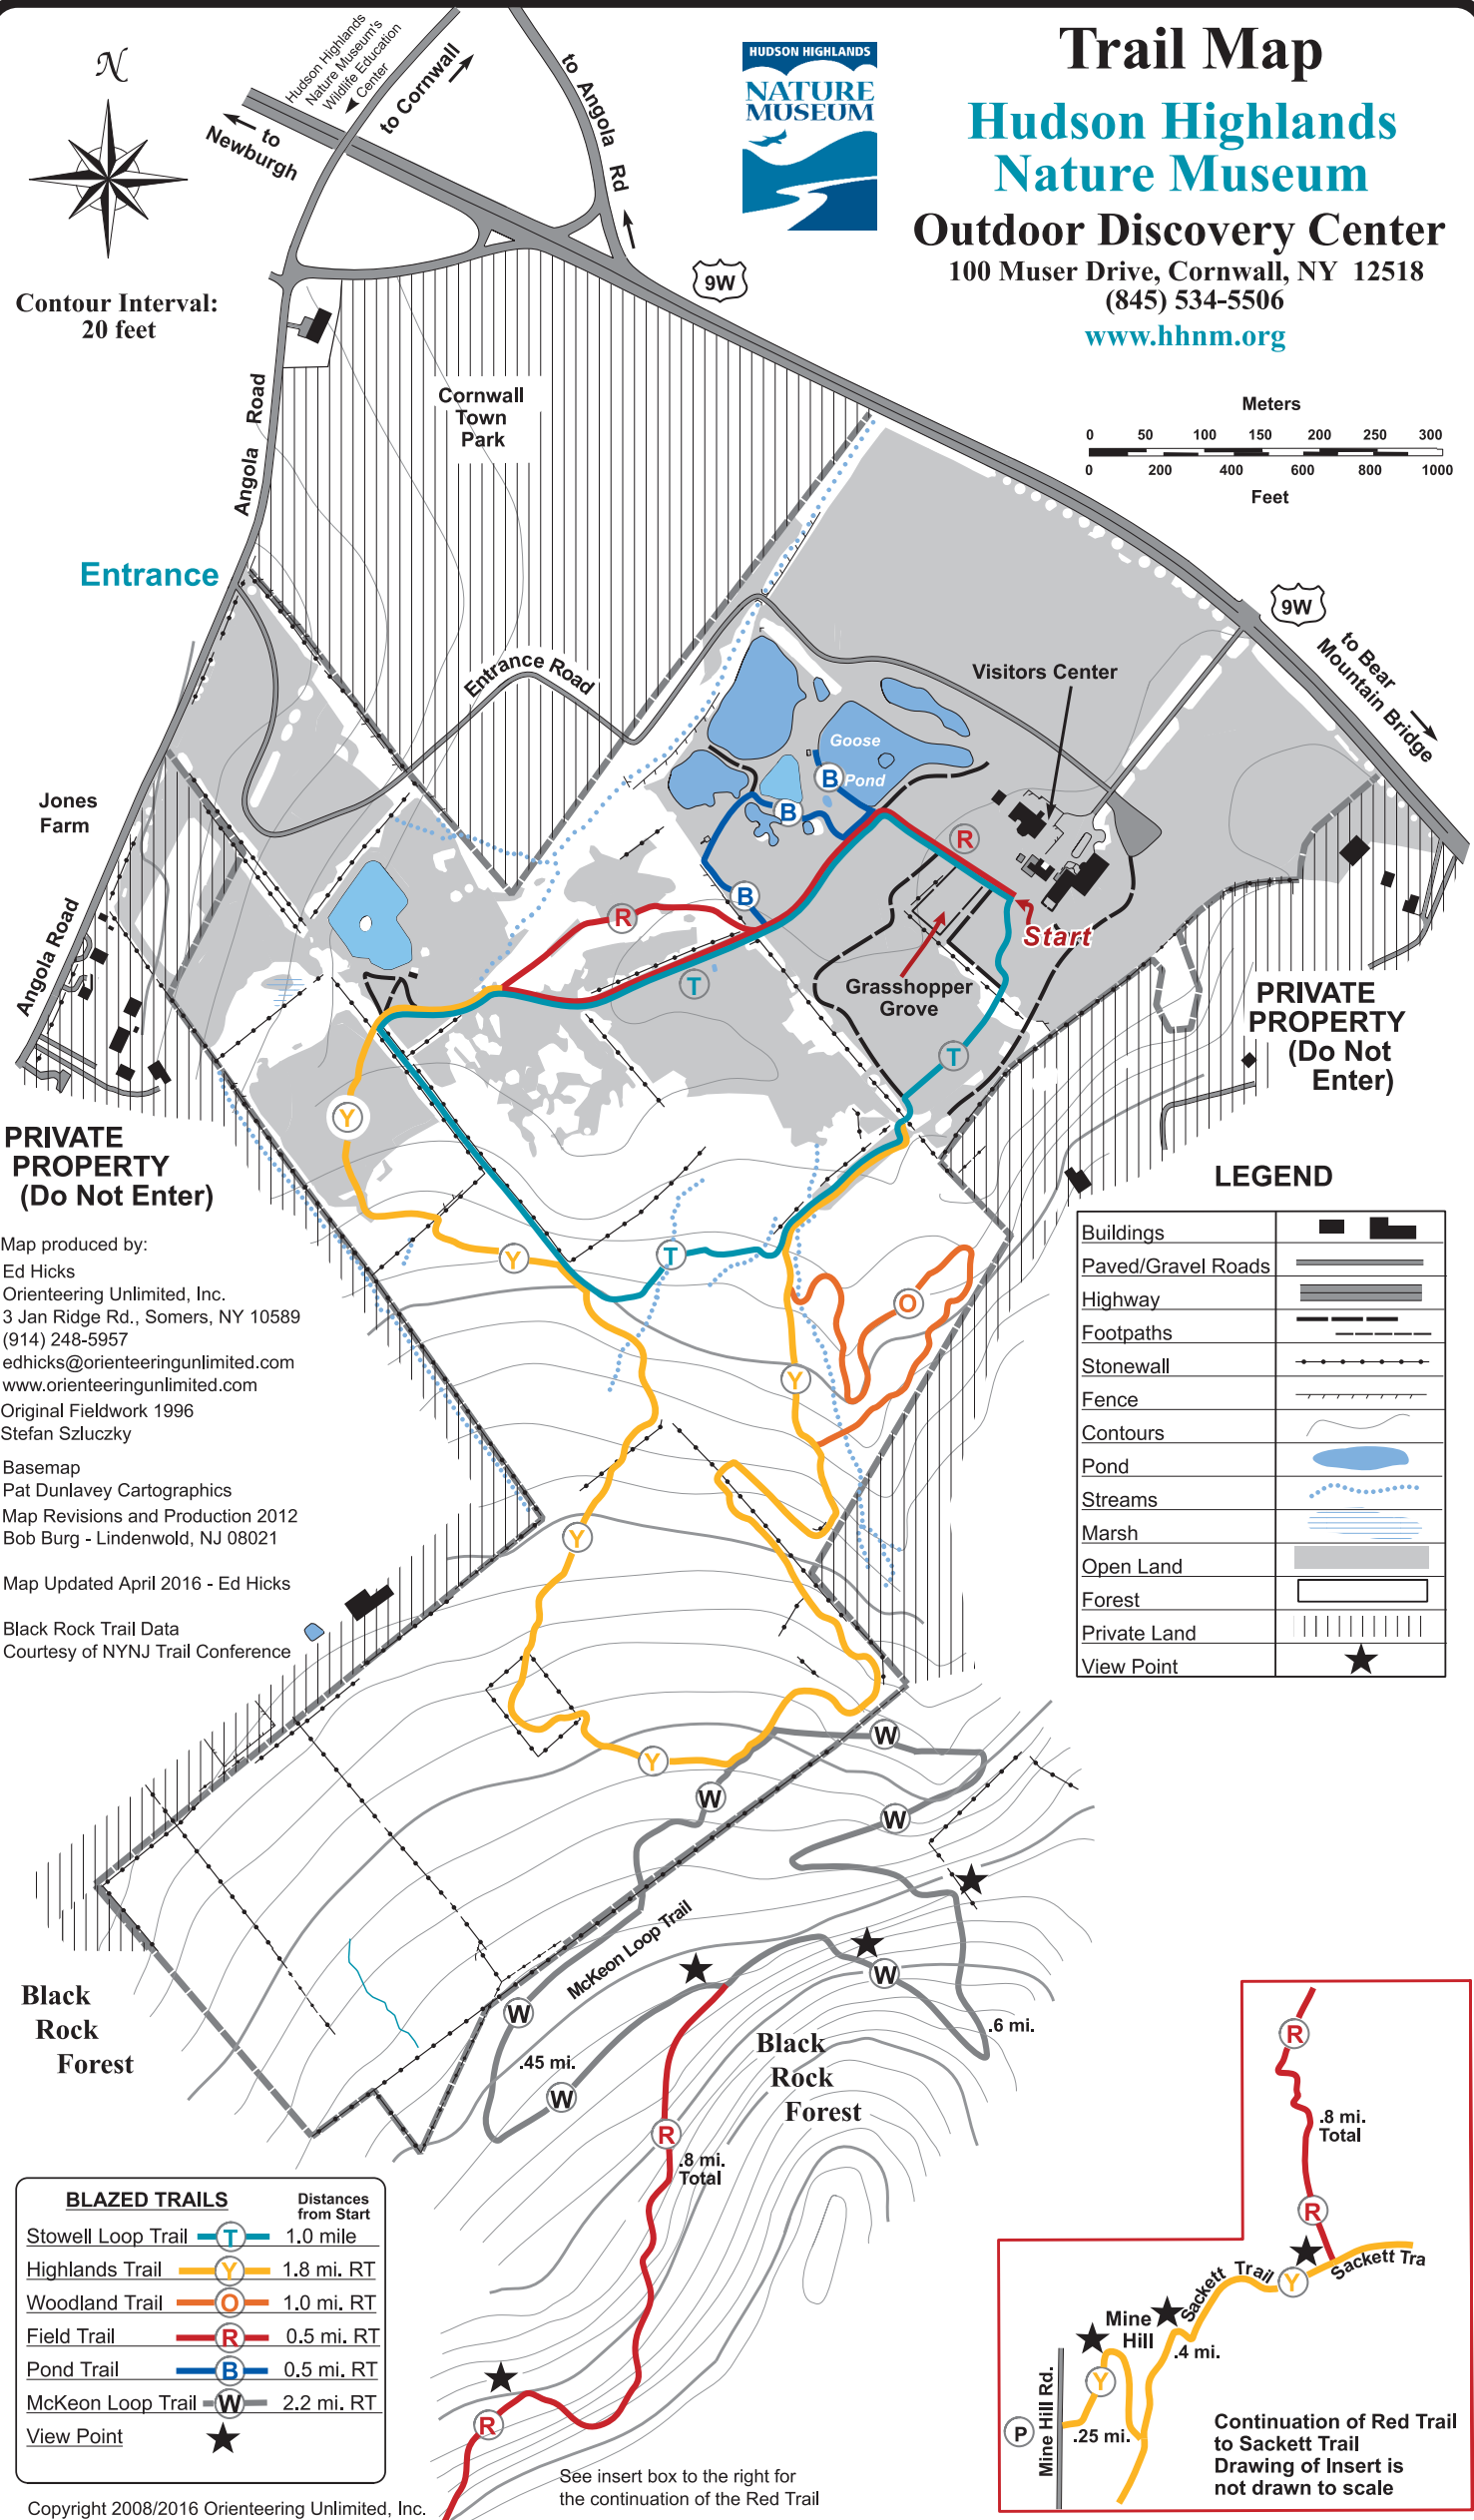 Trail Map
Hudson Highlands
Nature Museum
Outdoor Discovery Center
100 Muser Drive, Cornwall, NY 12518
(845) 534-5506
www.hhnm.org
HUDSON HIGHLANDS
NATURE
MUSEUM
N
Contour Interval:
20 feet
Hudson Highlands
Nature Museum's
Wildlife Education
Center
to Cornwall
to
Newburgh
to Angola Rd
9W
Meters
0 50 100 150 200 250 300
0 200 400 600 800 1000
Feet
Angola Road
Cornwall
Town
Park
Entrance
Entrance Road
9W
to Bear
Mountain Bridge
Visitors Center
Goose
Pond
B
B
B
R
Jones
Farm
Angola Road
R
T
Start
Grasshopper
Grove
T
Y
PRIVATE
PROPERTY
(Do Not
Enter)
PRIVATE
PROPERTY
(Do Not Enter)
Y
T
O
Y
Y
Y
W
W
W
W
W
W
McKeon Loop Trail
.45 mi.
.6 mi.
Map produced by:
Ed Hicks
Orienteering Unlimited, Inc.
3 Jan Ridge Rd., Somers, NY 10589
(914) 248-5957
edhicks@orienteeringunlimited.com
www.orienteeringunlimited.com
Original Fieldwork 1996
Stefan Szluczky
Basemap
Pat Dunlavey Cartographics
Map Revisions and Production 2012
Bob Burg - Lindenwold, NJ 08021
Map Updated April 2016 - Ed Hicks
Black Rock Trail Data
Courtesy of NYNJ Trail Conference
LEGEND
Buildings
Paved/Gravel Roads
Highway
Footpaths
Stonewall
Fence
Contours
Pond
Streams
Marsh
Open Land
Forest
Private Land
View Point
Black
Rock
Forest
Black
Rock
Forest
R
.8 mi.
Total
R
BLAZED TRAILS Distances
from Start
Stowell Loop Trail T 1.0 mile
Highlands Trail Y 1.8 mi. RT
Woodland Trail O 1.0 mi. RT
Field Trail R 0.5 mi. RT
Pond Trail B 0.5 mi. RT
McKeon Loop Trail W 2.2 mi. RT
View Point
Copyright 2008/2016 Orienteering Unlimited, Inc.
See insert box to the right for
the continuation of the Red Trail
R
.8 mi.
Total
R
Sackett Trail
Y
Sackett Tra
Mine
Hill
.4 mi.
Y
P
Mine Hill Rd.
.25 mi.
Continuation of Red Trail
to Sackett Trail
Drawing of Insert is
not drawn to scale